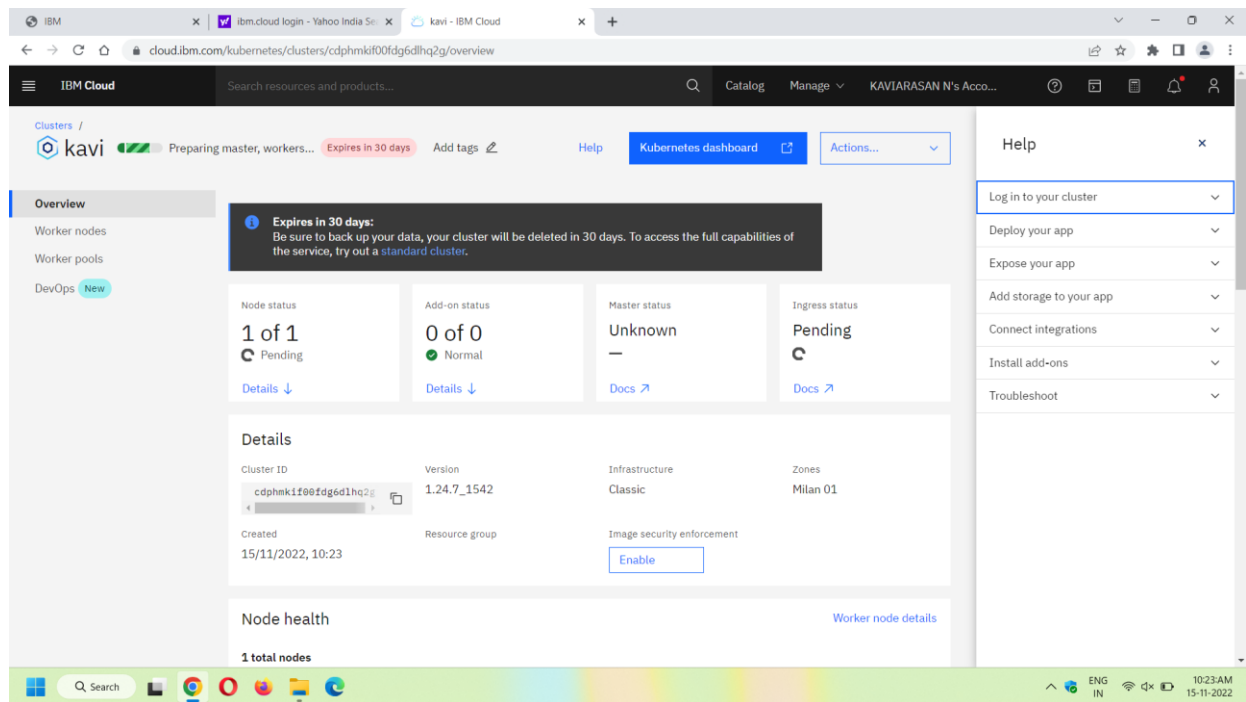 IBM
ibm.cloud login - Yahoo India Se
kavi - IBM Cloud
cloud.ibm.com/kubernetes/clusters/cdphmkif00fdg6dlhq2g/overview
IBM Cloud
Search resources and products...
Catalog
Manage
KAVIARASAN N's Acco...
Clusters /
kavi
Preparing master, workers...
Expires in 30 days
Add tags
Help
Kubernetes dashboard
Actions...
Overview
Worker nodes
Worker pools
DevOps New
Expires in 30 days:
Be sure to back up your data, your cluster will be deleted in 30 days. To access the full capabilities of
the service, try out a standard cluster.
Node status
1 of 1
Pending
Details ↓
Add-on status
0 of 0
Normal
Details ↓
Master status
Unknown
—
Docs ↗
Ingress status
Pending
Docs ↗
Details
Cluster ID
cdphmkif00fdg6dlhq2g
Version
1.24.7_1542
Infrastructure
Classic
Zones
Milan 01
Created
15/11/2022, 10:23
Resource group
Image security enforcement
Enable
Node health
Worker node details
1 total nodes
Help
Log in to your cluster
Deploy your app
Expose your app
Add storage to your app
Connect integrations
Install add-ons
Troubleshoot
Search
ENG
IN
10:23:AM
15-11-2022